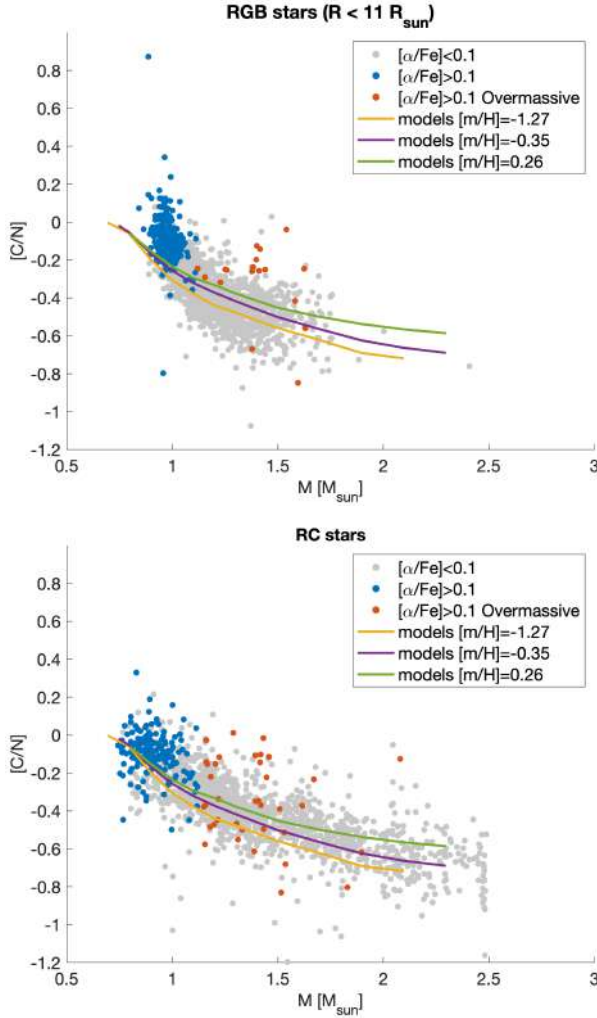 RGB stars (R < 11 R_sun)
[α/Fe]<0.1
[α/Fe]>0.1
[α/Fe]>0.1 Overmassive
models [m/H]=-1.27
models [m/H]=-0.35
models [m/H]=0.26
0.8
0.6
0.4
0.2
0
-0.2
-0.4
-0.6
-0.8
-1
-1.2
[C/N]
0.5 1 1.5 2 2.5 3
M [M_sun]
RC stars
[α/Fe]<0.1
[α/Fe]>0.1
[α/Fe]>0.1 Overmassive
models [m/H]=-1.27
models [m/H]=-0.35
models [m/H]=0.26
0.8
0.6
0.4
0.2
0
-0.2
-0.4
-0.6
-0.8
-1
-1.2
[C/N]
0.5 1 1.5 2 2.5 3
M [M_sun]